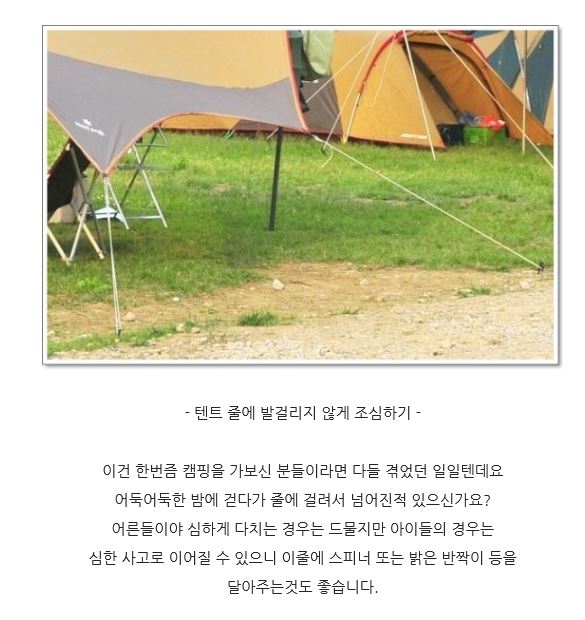 - 텐트 줄에 발걸리지 않게 조심하기 -
이건 한번즘 캠핑을 가보신 분들이라면 다들 겪었던 일일텐데요
어둑어둑한 밤에 걷다가 줄에 걸려서 넘어진적 있으신가요?
어른들이야 심하게 다치는 경우는 드물지만 아이들의 경우는
심한 사고로 이어질 수 있으니 이줄에 스피너 또는 밝은 반짝이 등을
달아주는것도 좋습니다.